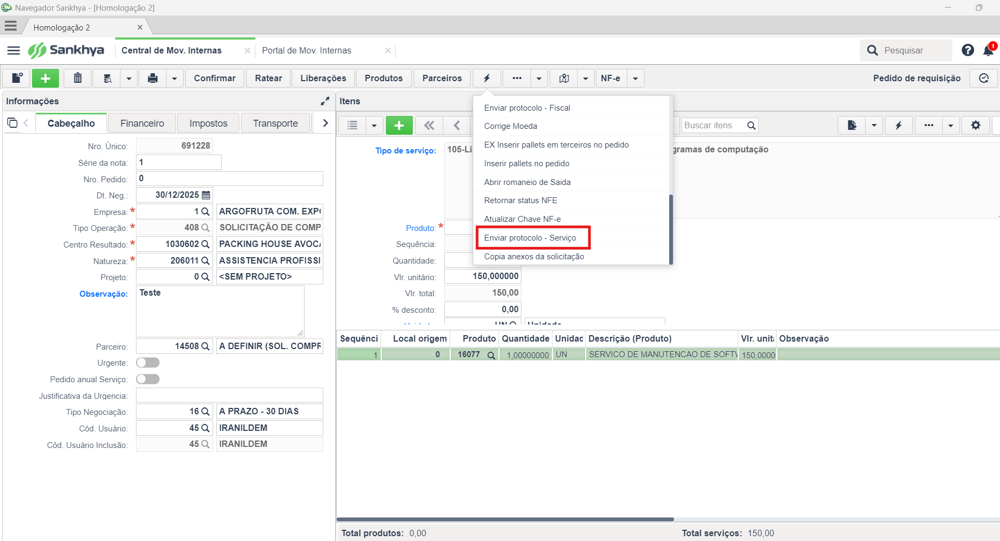 Navegador Sankhya - [Homologação 2]
Homologação 2
Sankhya
Central de Mov. Internas
Portal de Mov. Internas
Pesquisar
1
Confirmar
Ratear
Liberações
Produtos
Parceiros
NF-e
Pedido de requisição
Informações
Cabeçalho
Financeiro
Impostos
Transporte
Nro. Único: 691228
Série da nota: 1
Nro. Pedido: 0
Dt. Neg.: 30/12/2025
Empresa: * 1 ARGOFRUTA COM. EXP
Tipo Operação: * 408 SOLICITAÇÃO DE COMP
Centro Resultado: * 1030602 PACKING HOUSE AVOC
Natureza: * 206011 ASSISTENCIA PROFISSI
Projeto: 0 <SEM PROJETO>
Observação: Teste
Parceiro: 14508 A DEFINIR (SOL. COMPR
Urgente:
Pedido anual Serviço:
Justificativa da Urgencia:
Tipo Negociação: 16 A PRAZO - 30 DIAS
Cód. Usuário: 45 IRANILDEM
Cód. Usuário Inclusão: 45 IRANILDEM
Itens
Buscar itens
Enviar protocolo - Fiscal
Corrige Moeda
EX Inserir pallets em terceiros no pedido
Inserir pallets no pedido
Abrir romaneio de Saida
Retornar status NFE
Atualizar Chave NF-e
Enviar protocolo - Serviço
Copia anexos da solicitação
Tipo de serviço: 105-Li gramas de computação
Produto: *
Sequência:
Quantidade:
Vlr. unitário: 150,000000
Vlr. total: 150,00
% desconto: 0,00
UN Unidade
Sequênci Local origem Produto Quantidade Unidad Descrição (Produto) Vlr. unitá Observação
1 0 16077 1,00000000 UN SERVICO DE MANUTENCAO DE SOFTW 150,0000
Total produtos: 0,00
Total serviços: 150,00